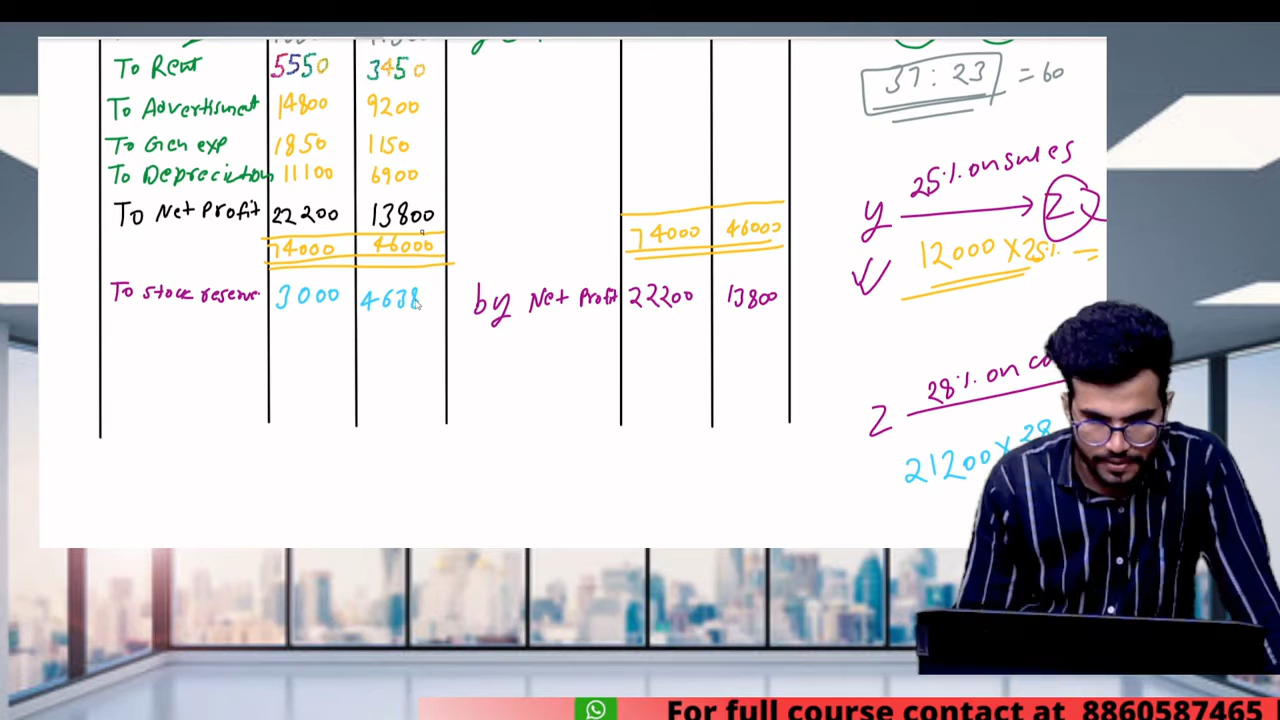 To Rent 5550 3450
To Advertisment 14800 9200
To Gen exp 1850 1150
To Depreciation 11100 6900
To Net Profit 22200 13800
74000 46000 74000 46000
To stock reserve 3000 4638 by Net Profit 22200 13800
37 : 23 = 60
25% on sales
y
12000 X 25% =
28% on
Z
21200 X 28
For full course contact at 8860587465